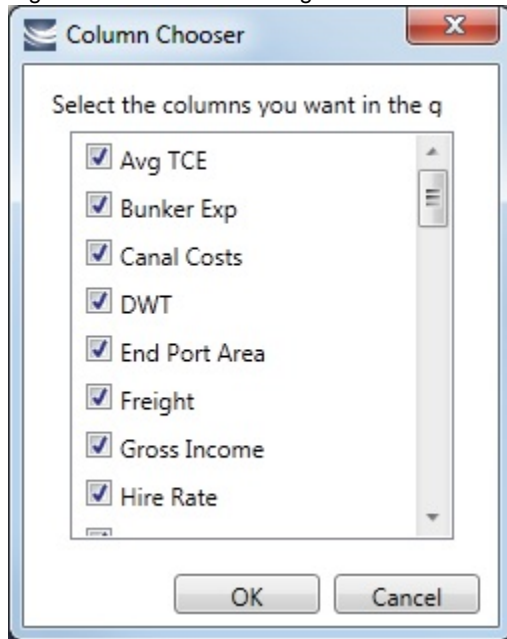 Column Chooser
Select the columns you want in the q
Avg TCE
Bunker Exp
Canal Costs
DWT
End Port Area
Freight
Gross Income
Hire Rate
OK Cancel